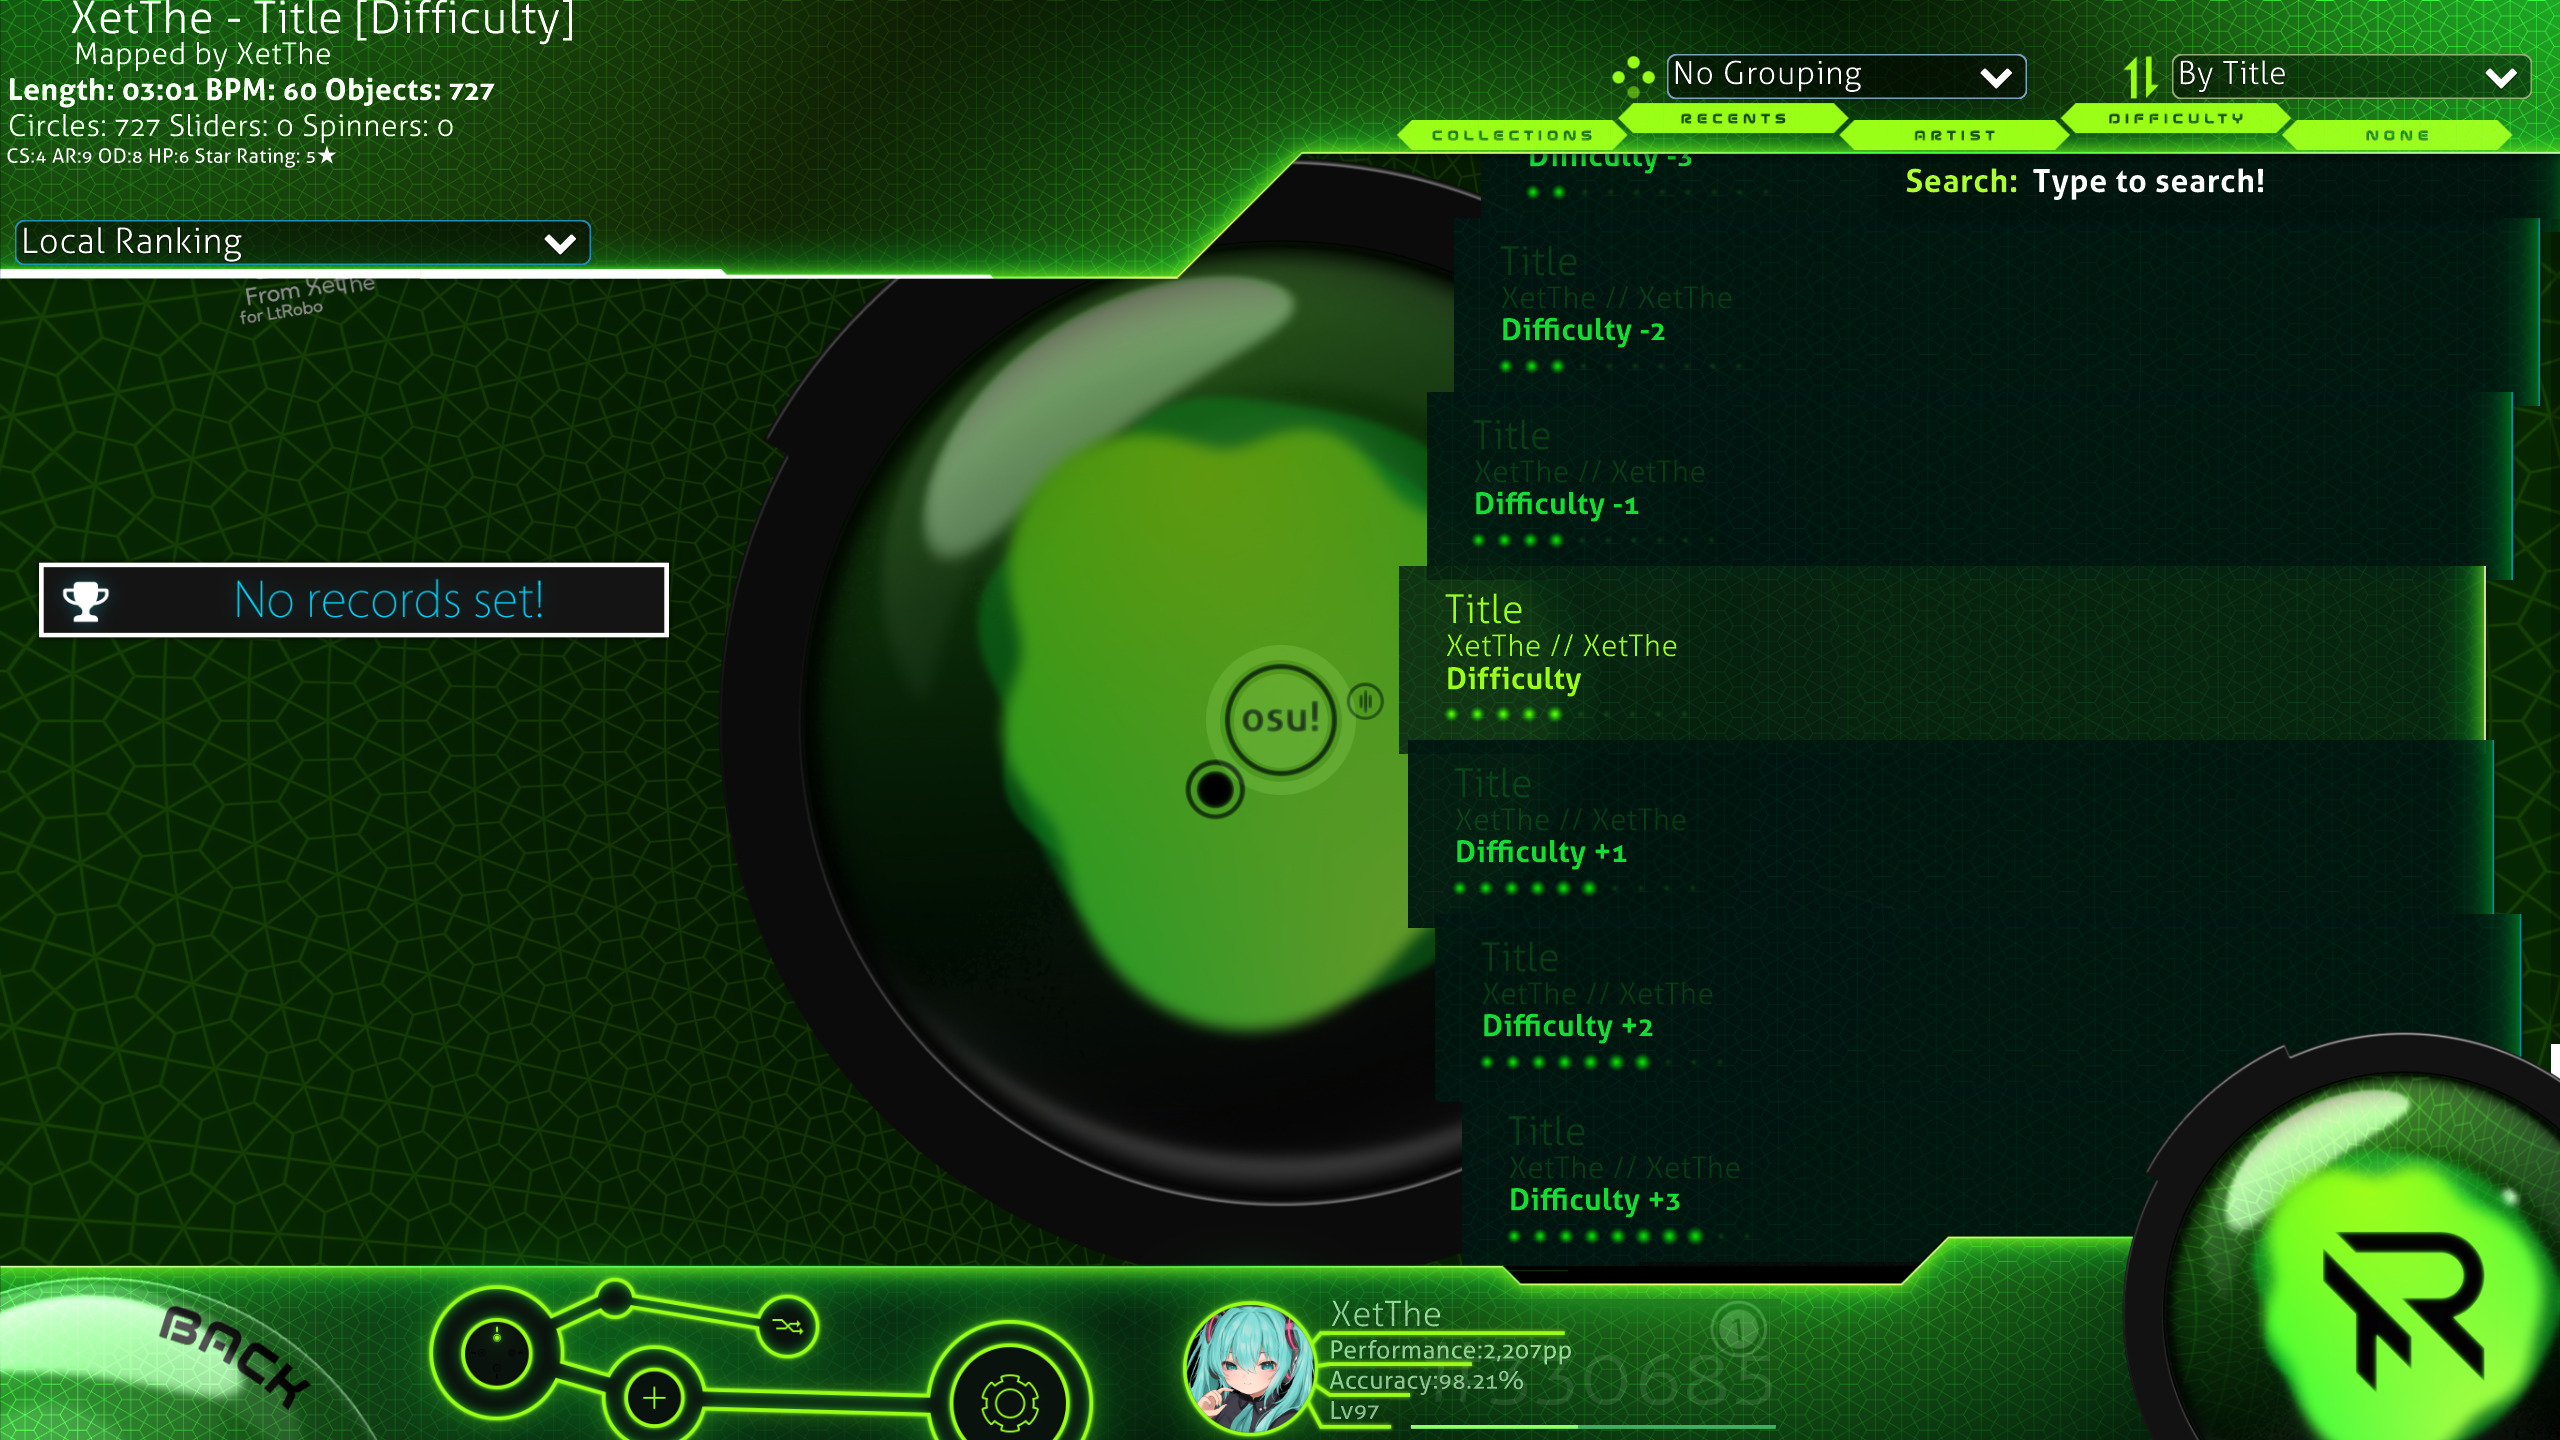 XetThe - Title [Difficulty]
Mapped by XetThe
Length: 03:01 BPM: 60 Objects: 727
Circles: 727 Sliders: 0 Spinners: 0
CS:4 AR:9 OD:8 HP:6 Star Rating: 5★
No Grouping
By Title
COLLECTIONS
RECENTS
ARTIST
DIFFICULTY
NONE
Local Ranking
Search: Type to search!
From XetThe
for LtRobo
No records set!
Difficulty -3
Title
XetThe // XetThe
Difficulty -2
Title
XetThe // XetThe
Difficulty -1
Title
XetThe // XetThe
Difficulty
osu!
Title
XetThe // XetThe
Difficulty +1
Title
XetThe // XetThe
Difficulty +2
Title
XetThe // XetThe
Difficulty +3
BACK
XetThe
Performance:2,207pp
Accuracy:98.21%
Lv97
1
R